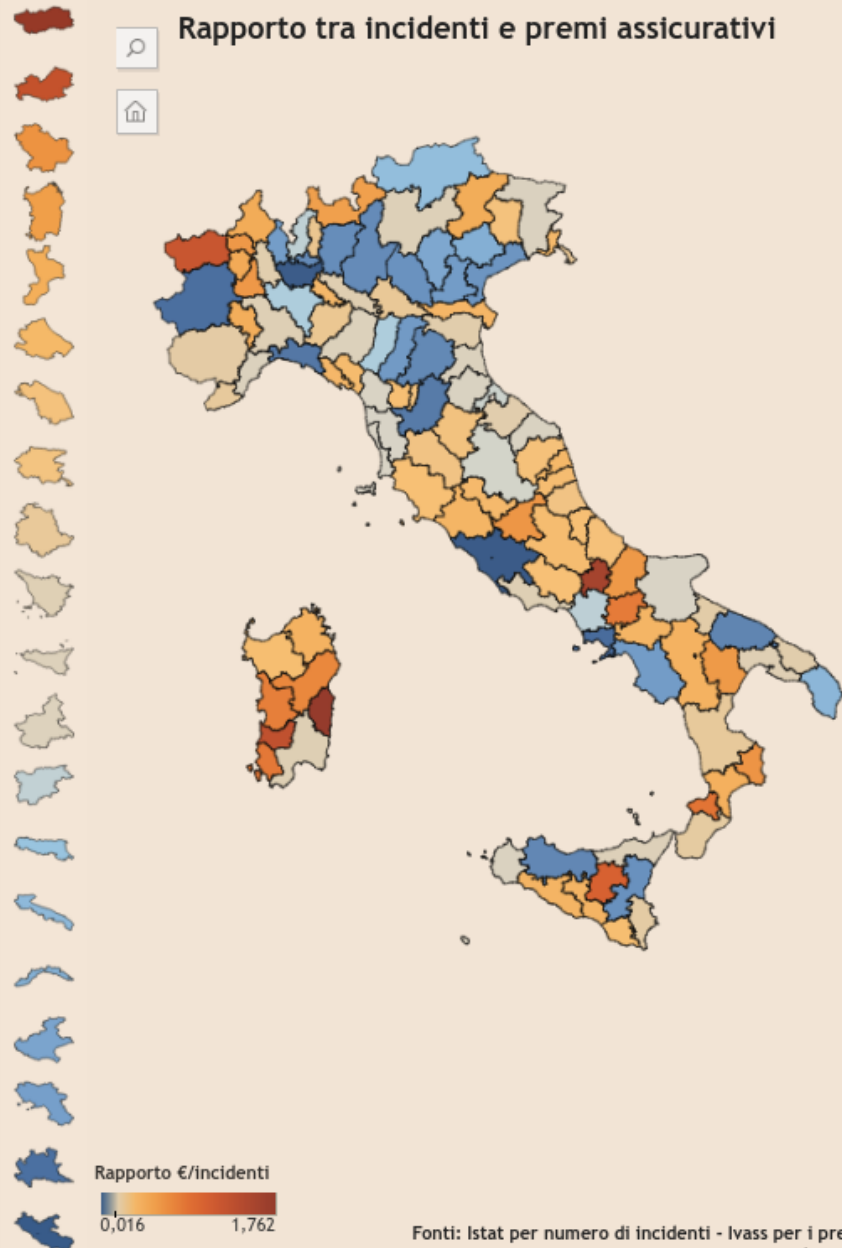 Rapporto tra incidenti e premi assicurativi
Rapporto €/incidenti
0,016 1,762
Fonti: Istat per numero di incidenti - Ivass per i pre